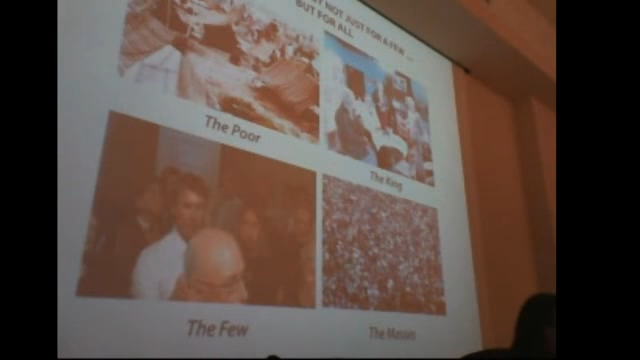 NOT JUST FOR A FEW ...
BUT FOR ALL
The Poor
The King
The Few
The Masses